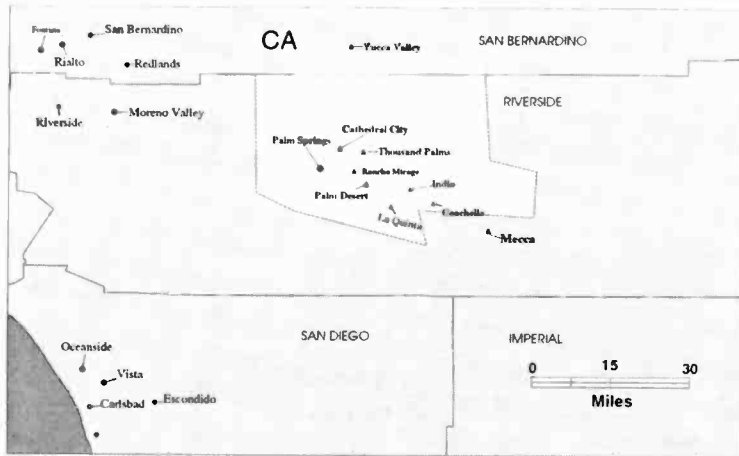 San Bernardino
CA
Fontana
Rialto
Yucca Valley
SAN BERNARDINO
Redlands
RIVERSIDE
Riverside
Moreno Valley
Cathedral City
Palm Springs
Thousand Palms
Rancho Mirage
Palm Desert
Indio
La Quinta
Coachella
Mecca
SAN DIEGO
IMPERIAL
Oceanside
Vista
Carlsbad
Escondido
0 15 30
Miles